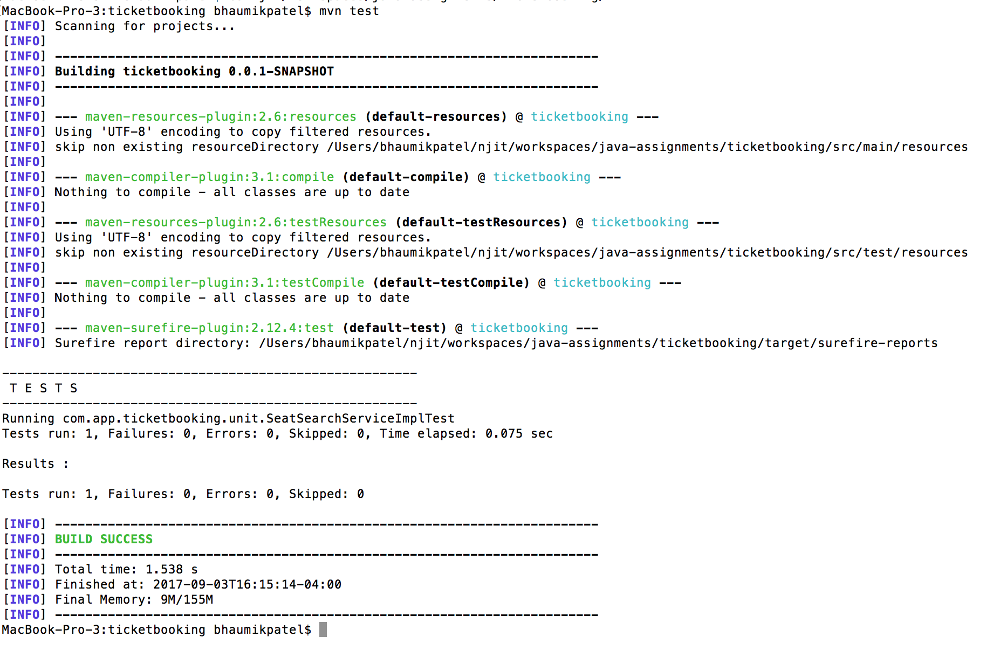 MacBook-Pro-3:ticketbooking bhaumikpatel$ mvn test
[INFO] Scanning for projects...
[INFO]
[INFO] ------------------------------------------------------------------------
[INFO] Building ticketbooking 0.0.1-SNAPSHOT
[INFO] ------------------------------------------------------------------------
[INFO]
[INFO] --- maven-resources-plugin:2.6:resources (default-resources) @ ticketbooking ---
[INFO] Using 'UTF-8' encoding to copy filtered resources.
[INFO] skip non existing resourceDirectory /Users/bhaumikpatel/njit/workspaces/java-assignments/ticketbooking/src/main/resources
[INFO]
[INFO] --- maven-compiler-plugin:3.1:compile (default-compile) @ ticketbooking ---
[INFO] Nothing to compile - all classes are up to date
[INFO]
[INFO] --- maven-resources-plugin:2.6:testResources (default-testResources) @ ticketbooking ---
[INFO] Using 'UTF-8' encoding to copy filtered resources.
[INFO] skip non existing resourceDirectory /Users/bhaumikpatel/njit/workspaces/java-assignments/ticketbooking/src/test/resources
[INFO]
[INFO] --- maven-compiler-plugin:3.1:testCompile (default-testCompile) @ ticketbooking ---
[INFO] Nothing to compile - all classes are up to date
[INFO]
[INFO] --- maven-surefire-plugin:2.12.4:test (default-test) @ ticketbooking ---
[INFO] Surefire report directory: /Users/bhaumikpatel/njit/workspaces/java-assignments/ticketbooking/target/surefire-reports
-------------------------------------------------------
T E S T S
-------------------------------------------------------
Running com.app.ticketbooking.unit.SeatSearchServiceImplTest
Tests run: 1, Failures: 0, Errors: 0, Skipped: 0, Time elapsed: 0.075 sec
Results :
Tests run: 1, Failures: 0, Errors: 0, Skipped: 0
[INFO] ------------------------------------------------------------------------
[INFO] BUILD SUCCESS
[INFO] ------------------------------------------------------------------------
[INFO] Total time: 1.538 s
[INFO] Finished at: 2017-09-03T16:15:14-04:00
[INFO] Final Memory: 9M/155M
[INFO] ------------------------------------------------------------------------
MacBook-Pro-3:ticketbooking bhaumikpatel$